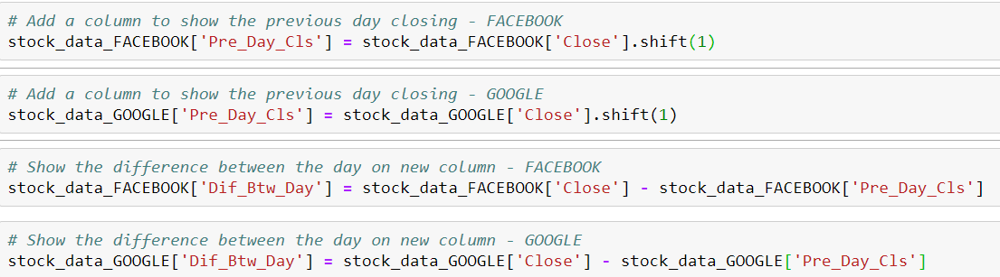 # Add a column to show the previous day closing - FACEBOOK
stock_data_FACEBOOK['Pre_Day_Cls'] = stock_data_FACEBOOK['Close'].shift(1)
# Add a column to show the previous day closing - GOOGLE
stock_data_GOOGLE['Pre_Day_Cls'] = stock_data_GOOGLE['Close'].shift(1)
# Show the difference between the day on new column - FACEBOOK
stock_data_FACEBOOK['Dif_Btw_Day'] = stock_data_FACEBOOK['Close'] - stock_data_FACEBOOK['Pre_Day_Cls']
# Show the difference between the day on new column - GOOGLE
stock_data_GOOGLE['Dif_Btw_Day'] = stock_data_GOOGLE['Close'] - stock_data_GOOGLE['Pre_Day_Cls']